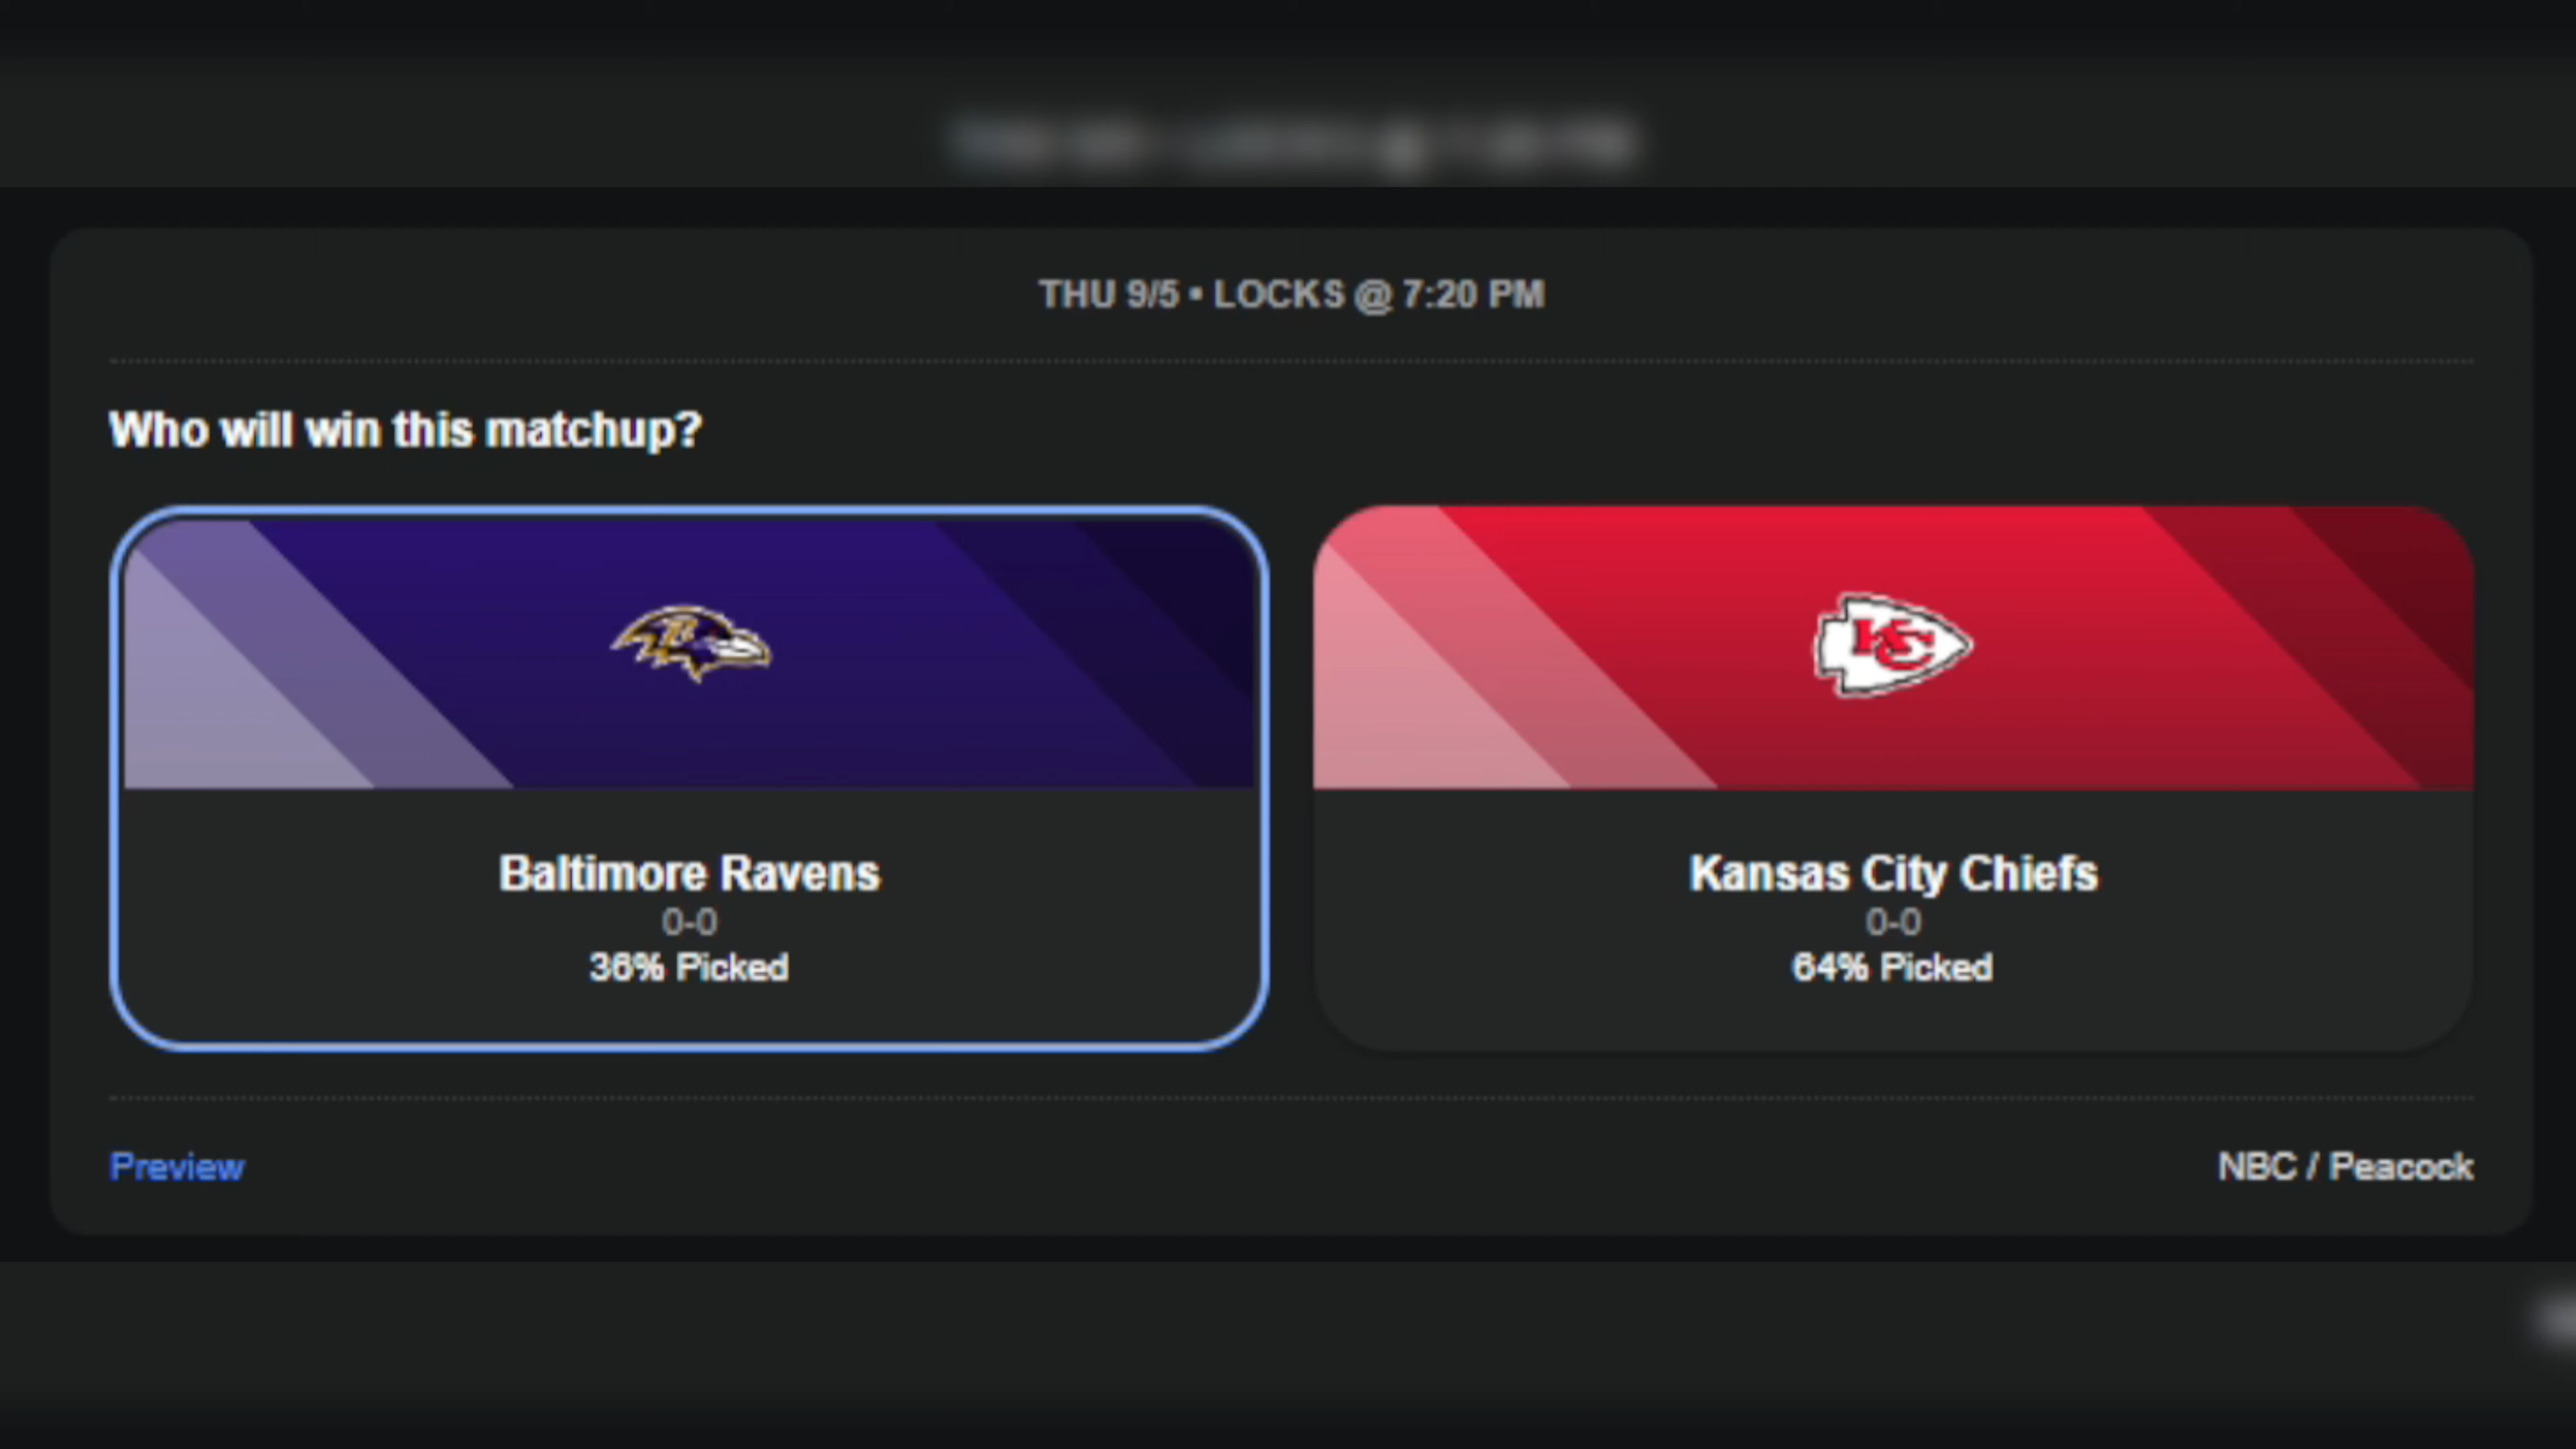 THU 9/5 • LOCKS @ 7:20 PM
Who will win this matchup?
KC
Baltimore Ravens
0-0
36% Picked
Kansas City Chiefs
0-0
64% Picked
Preview
NBC / Peacock